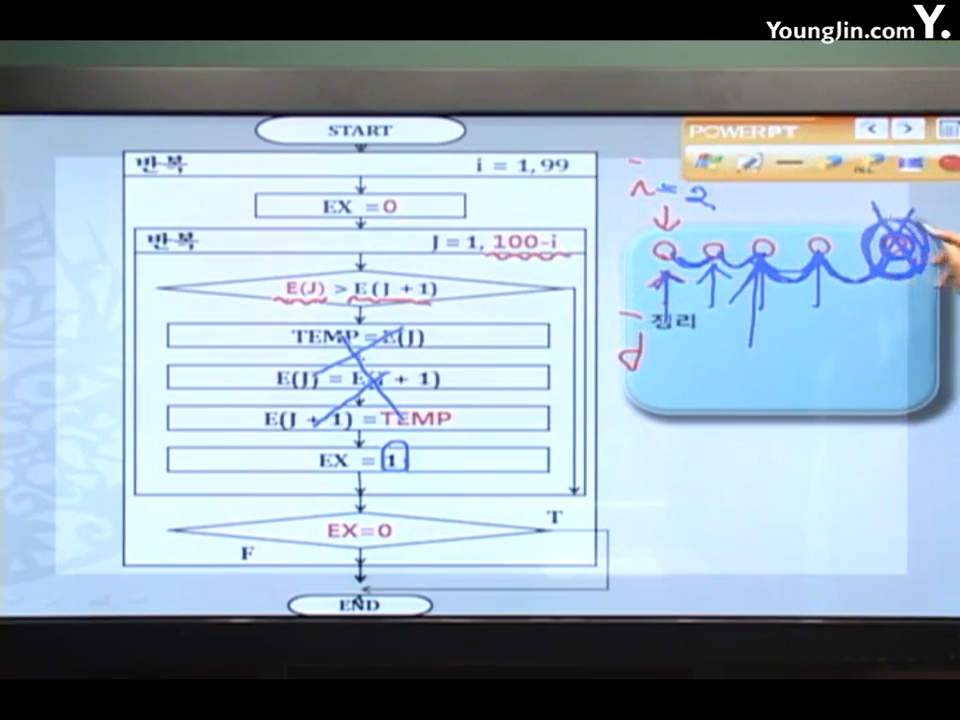 YoungJin.com Y.
POWERPT
START
반복 i = 1, 99
EX = 0
반복 J = 1, 100-i
E(J) > E(J + 1)
TEMP = E(J)
E(J) = E(J + 1)
E(J + 1) = TEMP
EX = 1
EX=0
T
F
END
2
정리